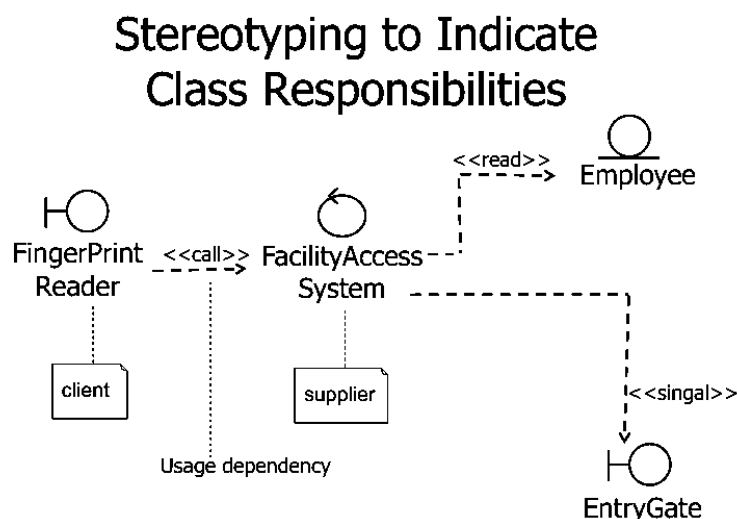 Stereotyping to Indicate
Class Responsibilities
<<read>>
Employee
FingerPrint
Reader
<<call>>
FacilityAccess
System
client
supplier
<<singal>>
Usage dependency
EntryGate